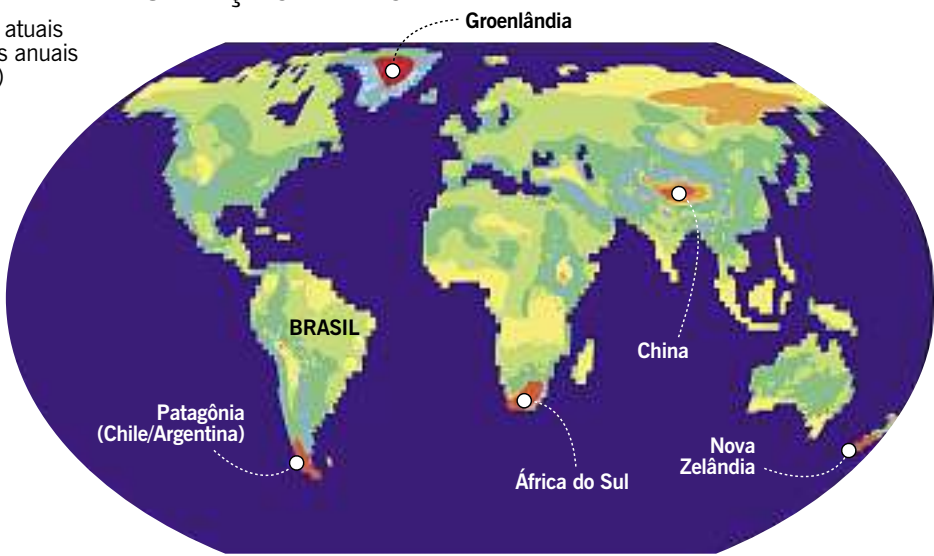 Groenlândia
atuais
s anuais
)
BRASIL
China
Patagônia
(Chile/Argentina)
África do Sul
Nova
Zelândia